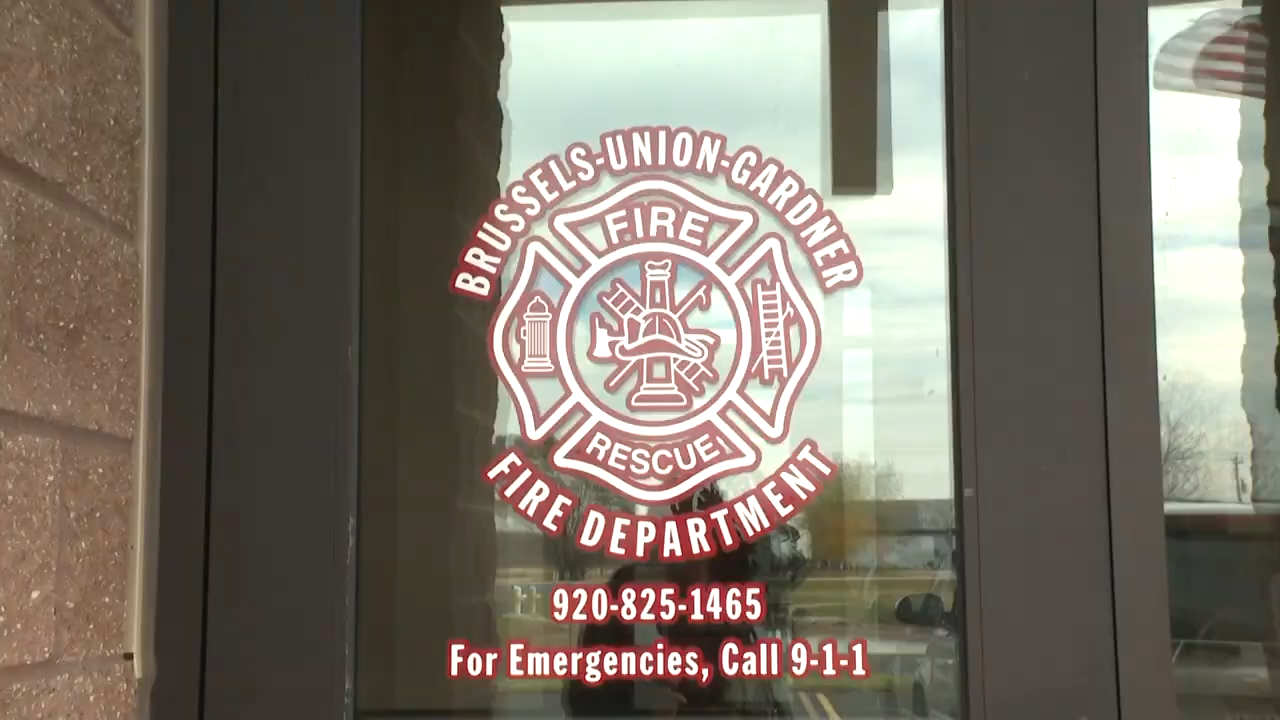 BRUSSELS-UNION-GARDNER
FIRE
RESCUE
FIRE DEPARTMENT
920-825-1465
For Emergencies, Call 9-1-1